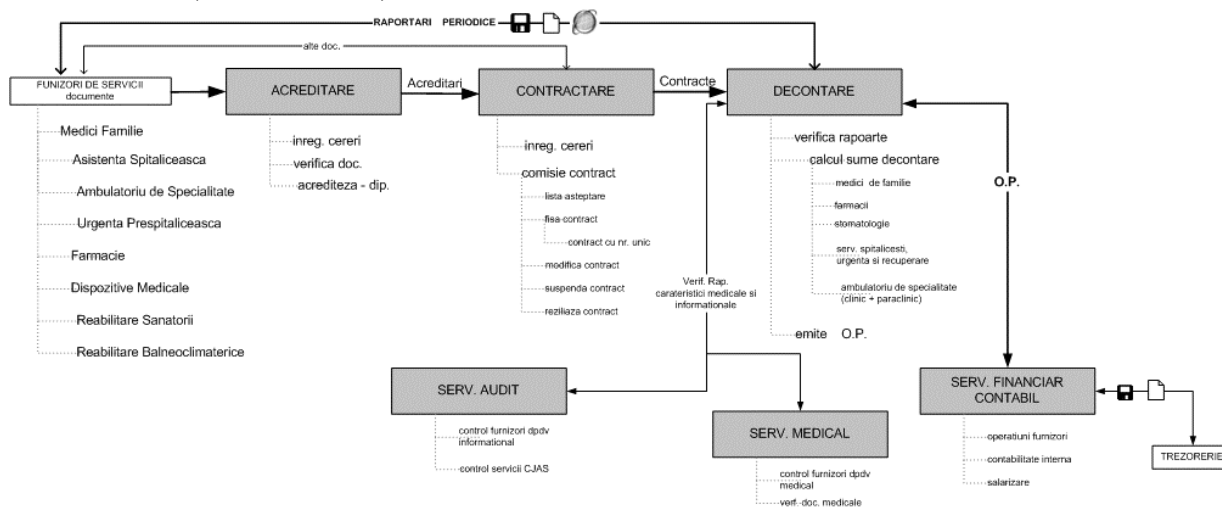 RAPORTARI PERIODICE
alte doc.
FUNIZORI DE SERVICII
documente
Medici Familie
Asistenta Spitaliceasca
Ambulatoriu de Specialitate
Urgenta Prespitaliceasca
Farmacie
Dispozitive Medicale
Reabilitare Sanatorii
Reabilitare Balneoclimaterice
ACREDITARE
inreg. cereri
verifica doc.
acrediteza - dip.
Acreditari
CONTRACTARE
inreg. cereri
comisie contract
lista asteptare
fisa contract
contract cu nr. unic
modifica contract
suspenda contract
reziliaza contract
Contracte
DECONTARE
verifica rapoarte
calcul sume decontare
medici de familie
farmacii
stomatologie
serv. spitalicesti,
urgenta si recuperare
ambulatoriu de specialitate
(clinic + paraclinic)
emite O.P.
O.P.
Verif. Rap.
carateristici medicale si
informationale
SERV. AUDIT
control furnizori dpdv
informational
control servicii CJAS
SERV. MEDICAL
control furnizori dpdv
medical
verf. doc. medicale
SERV. FINANCIAR
CONTABIL
operatiuni furnizori
contabilitate interna
salarizare
TREZORERIE